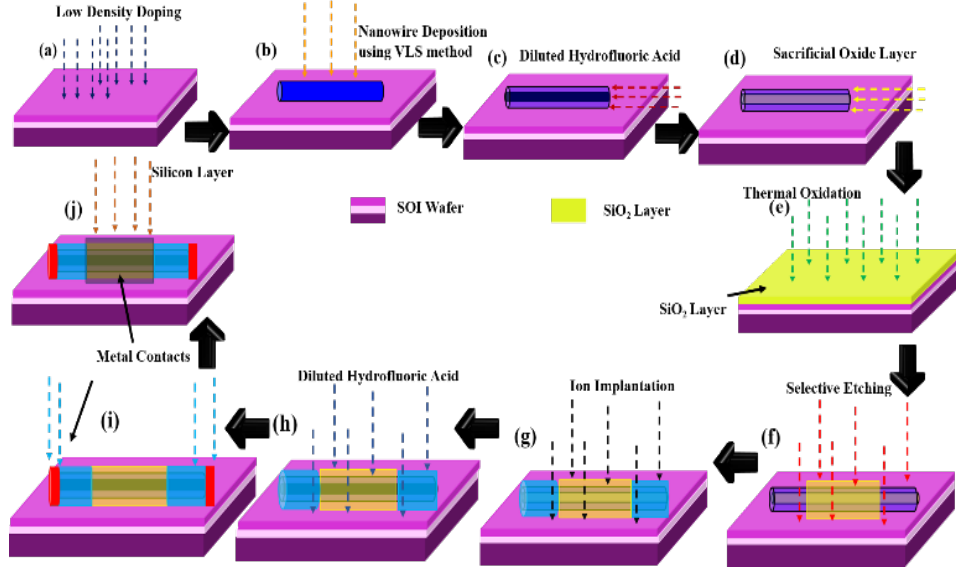 Low Density Doping
(a)
(b)
Nanowire Deposition
using VLS method
(c)
Diluted Hydrofluoric Acid
(d)
Sacrificial Oxide Layer
Silicon Layer
(j)
SOI Wafer
SiO2 Layer
Thermal Oxidation
(e)
SiO2 Layer
Metal Contacts
(i)
Diluted Hydrofluoric Acid
(h)
Ion Implantation
(g)
Selective Etching
(f)